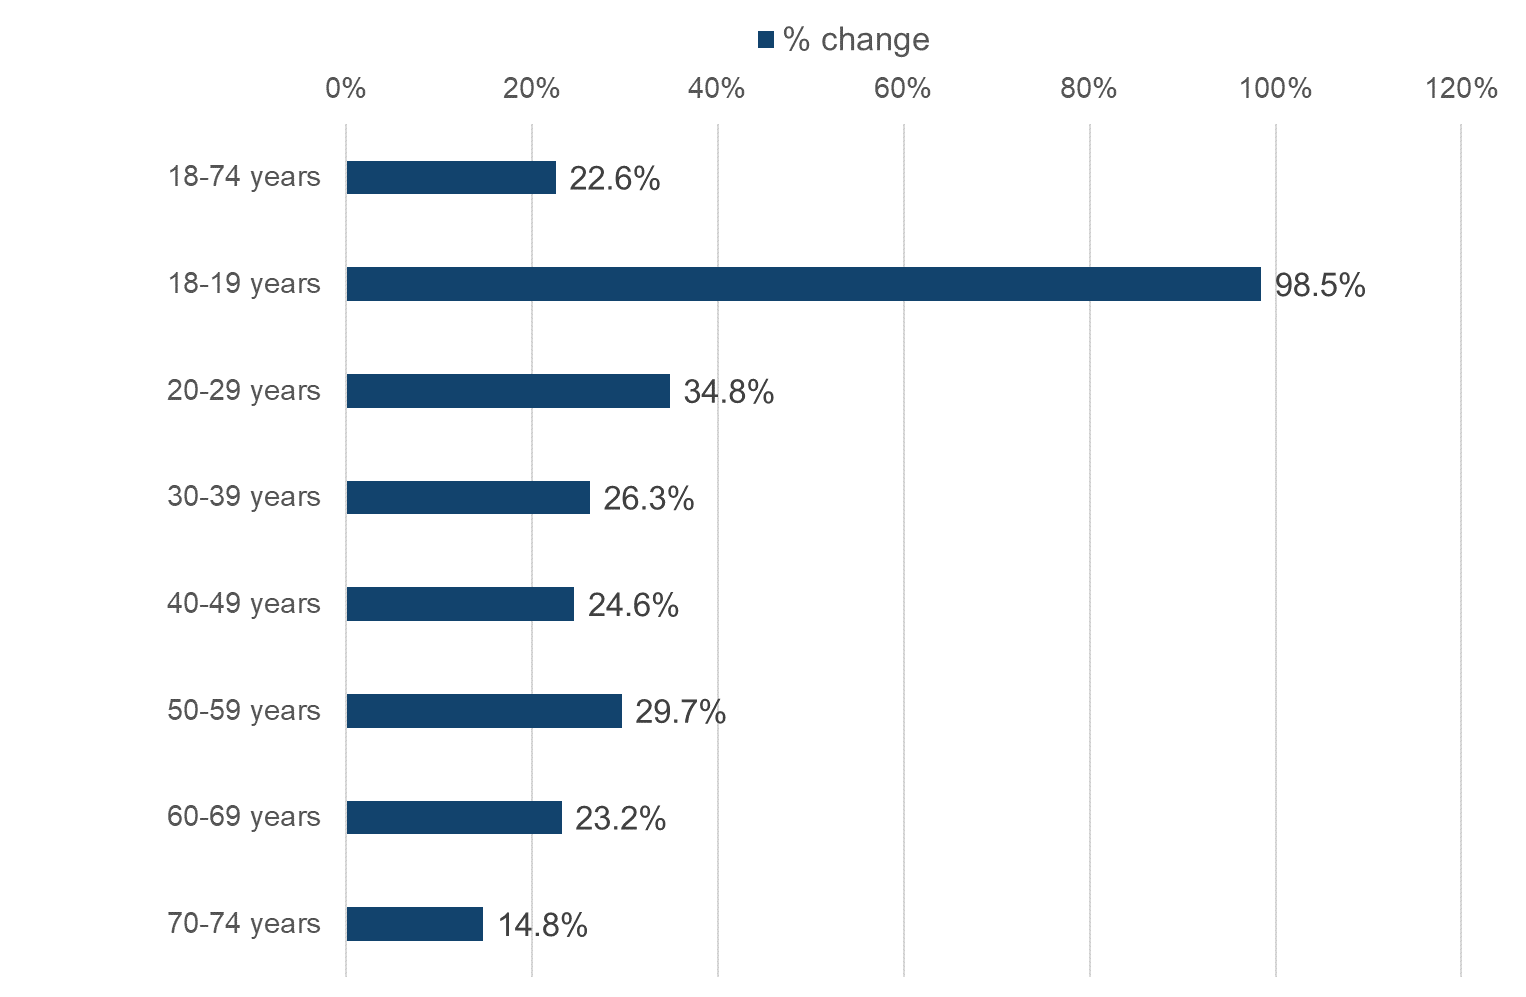 % change
0% 20% 40% 60% 80% 100% 120%
18-74 years 22.6%
18-19 years 98.5%
20-29 years 34.8%
30-39 years 26.3%
40-49 years 24.6%
50-59 years 29.7%
60-69 years 23.2%
70-74 years 14.8%